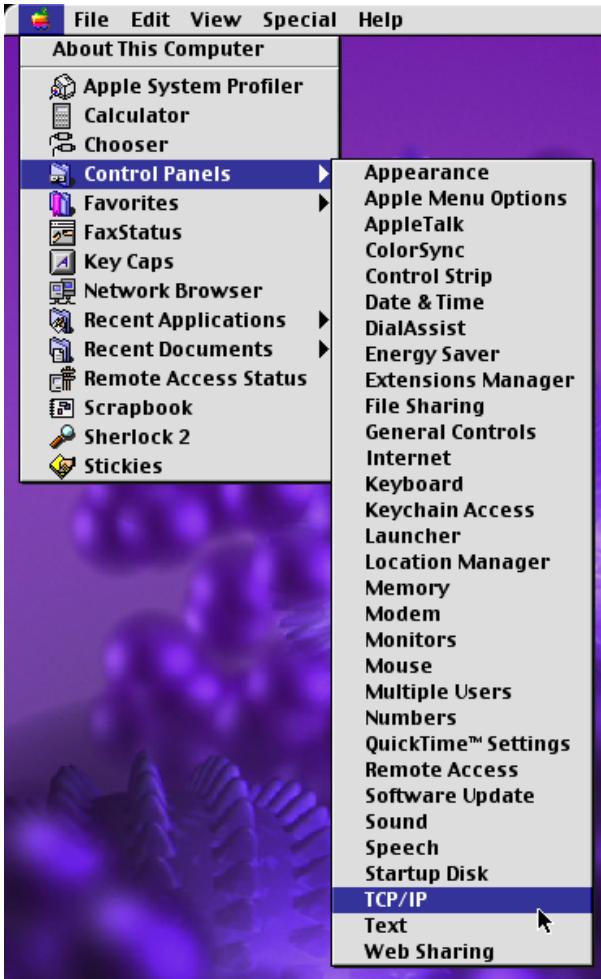 File Edit View Special Help
About This Computer
Apple System Profiler
Calculator
Chooser
Control Panels
Favorites
FaxStatus
Key Caps
Network Browser
Recent Applications
Recent Documents
Remote Access Status
Scrapbook
Sherlock 2
Stickies
Appearance
Apple Menu Options
AppleTalk
ColorSync
Control Strip
Date & Time
DialAssist
Energy Saver
Extensions Manager
File Sharing
General Controls
Internet
Keyboard
Keychain Access
Launcher
Location Manager
Memory
Modem
Monitors
Mouse
Multiple Users
Numbers
QuickTime™ Settings
Remote Access
Software Update
Sound
Speech
Startup Disk
TCP/IP
Text
Web Sharing